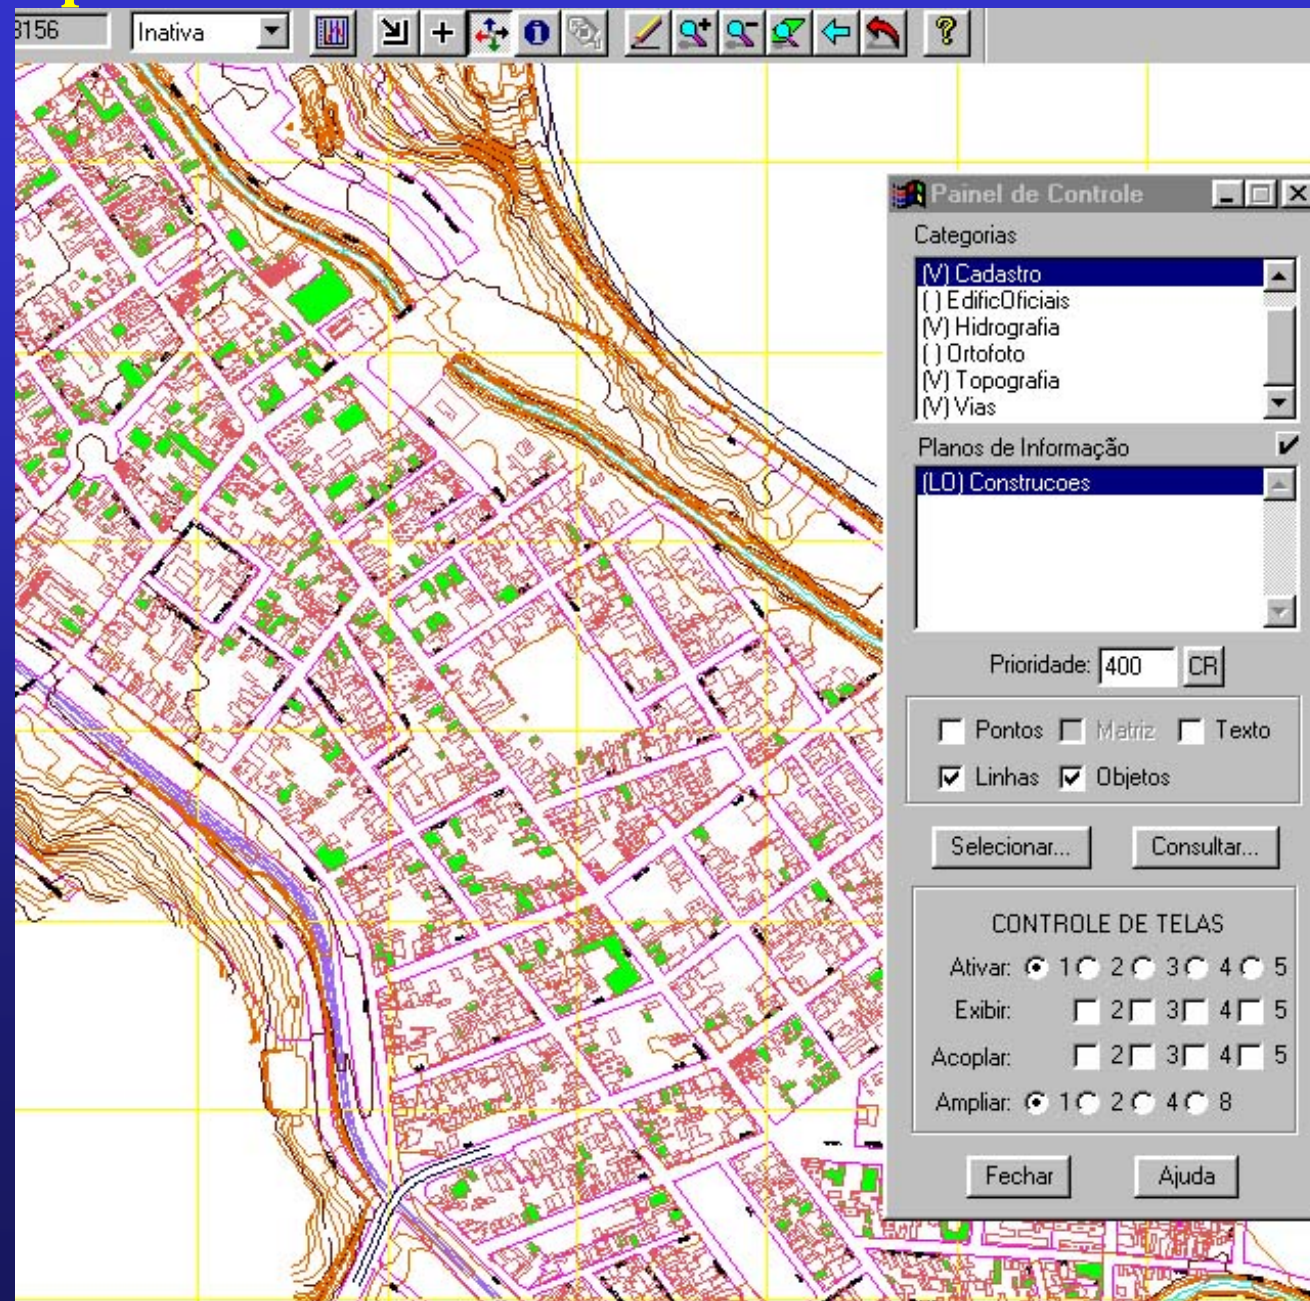 3156 Inativa
Painel de Controle
Categorias
(V) Cadastro
( ) EdificOficiais
(V) Hidrografia
( ) Ortofoto
(V) Topografia
(V) Vias
Planos de Informação
(LO) Construcoes
Prioridade: 400 CR
Pontos Matriz Texto
Linhas Objetos
Selecionar... Consultar...
CONTROLE DE TELAS
Ativar: 1 2 3 4 5
Exibir: 2 3 4 5
Acoplar: 2 3 4 5
Ampliar: 1 2 4 8
Fechar Ajuda